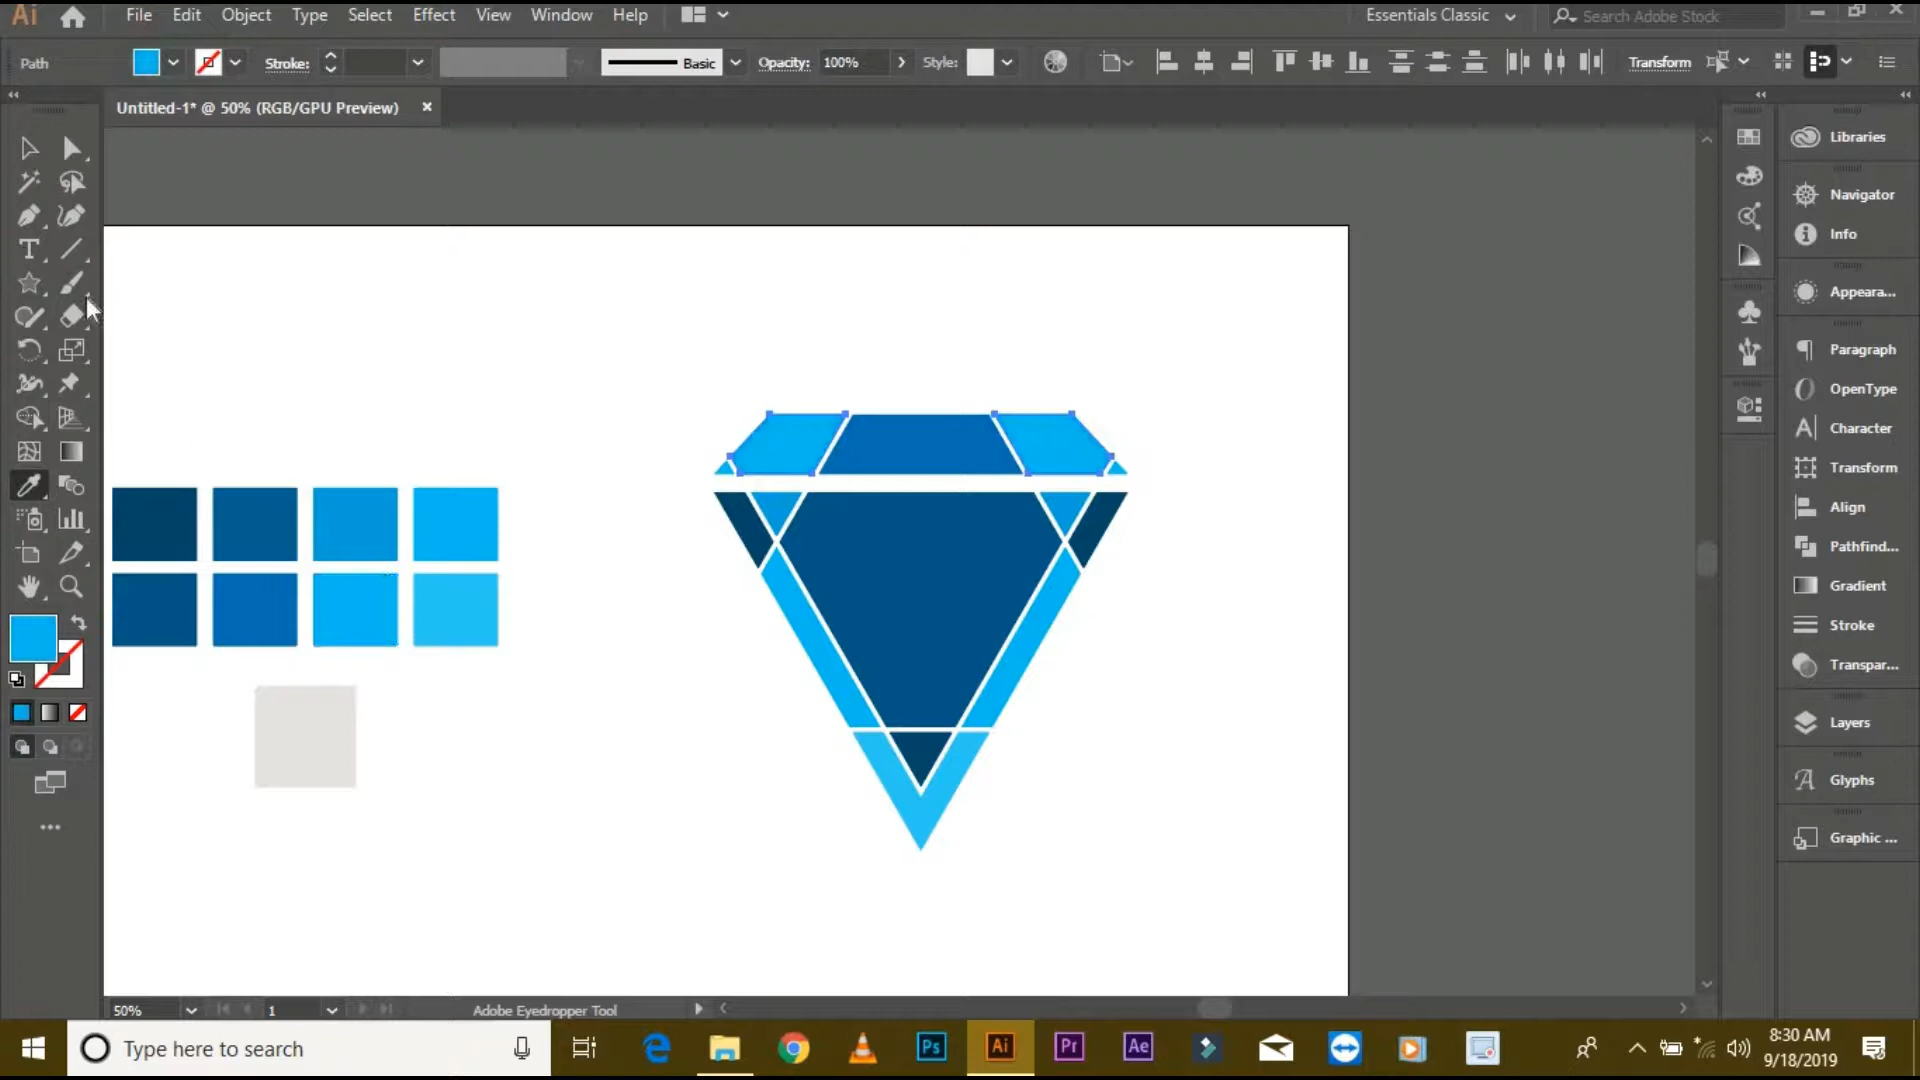 Ai File Edit Object Type Select Effect View Window Help Essentials Classic Search Adobe Stock
Path Stroke: Basic Opacity: 100% Style: Transform
Untitled-1* @ 50% (RGB/GPU Preview)
Libraries
Navigator
Info
Appeara...
Paragraph
OpenType
Character
Transform
Align
Pathfind...
Gradient
Stroke
Transpar...
Layers
Glyphs
Graphic ...
50% 1 Adobe Eyedropper Tool
Type here to search
Ps Ai Pr Ae
8:30 AM
9/18/2019